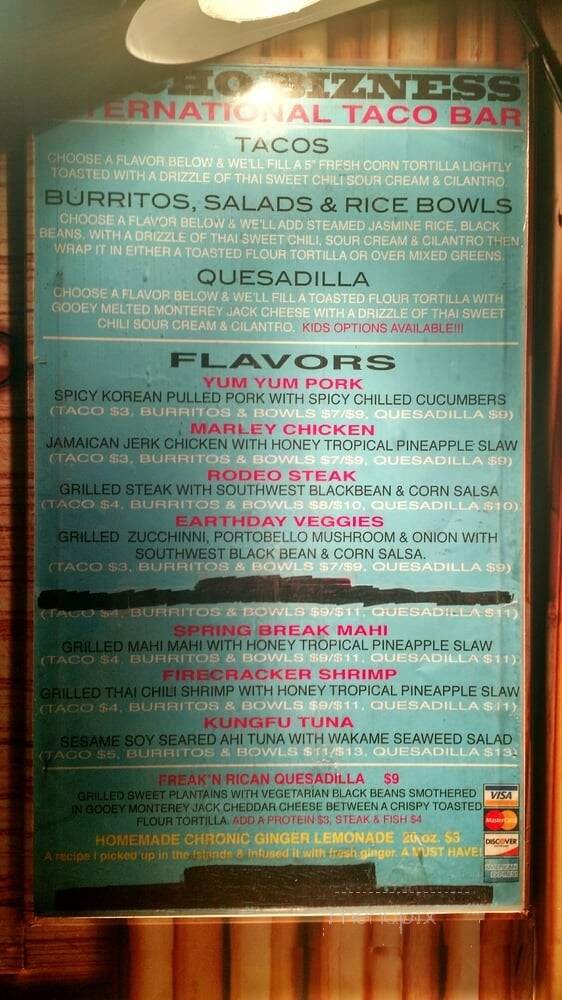 BIZNESS
INTERNATIONAL TACO BAR
TACOS
CHOOSE A FLAVOR BELOW & WE'LL FILL A 5" FRESH CORN TORTILLA LIGHTLY
TOASTED WITH A DRIZZLE OF THAI SWEET CHILI SOUR CREAM & CILANTRO.
BURRITOS, SALADS & RICE BOWLS
CHOOSE A FLAVOR BELOW & WE'LL ADD STEAMED JASMINE RICE, BLACK
BEANS, WITH A DRIZZLE OF THAI SWEET CHILI, SOUR CREAM & CILANTRO THEN
WRAP IT IN EITHER A TOASTED FLOUR TORTILLA OR OVER MIXED GREENS.
QUESADILLA
CHOOSE A FLAVOR BELOW & WE'LL FILL A TOASTED FLOUR TORTILLA WITH
GOOEY MELTED MONTEREY JACK CHEESE WITH A DRIZZLE OF THAI SWEET
CHILI SOUR CREAM & CILANTRO. KIDS OPTIONS AVAILABLE!!!
FLAVORS
YUM YUM PORK
SPICY KOREAN PULLED PORK WITH SPICY CHILLED CUCUMBERS
(TACO $3, BURRITOS & BOWLS $7/$9, QUESADILLA $9)
MARLEY CHICKEN
JAMAICAN JERK CHICKEN WITH HONEY TROPICAL PINEAPPLE SLAW
(TACO $3, BURRITOS & BOWLS $7/$9, QUESADILLA $9)
RODEO STEAK
GRILLED STEAK WITH SOUTHWEST BLACKBEAN & CORN SALSA
(TACO $4, BURRITOS & BOWLS $8/$10, QUESADILLA $10)
EARTHDAY VEGGIES
GRILLED ZUCCHINNI, PORTOBELLO MUSHROOM & ONION WITH
SOUTHWEST BLACK BEAN & CORN SALSA.
(TACO $3, BURRITOS & BOWLS $7/$9, QUESADILLA $9)
(TACO $4, BURRITOS & BOWLS $9/$11, QUESADILLA $11)
SPRING BREAK MAHI
GRILLED MAHI MAHI WITH HONEY TROPICAL PINEAPPLE SLAW
(TACO $4, BURRITOS & BOWLS $9/$11, QUESADILLA $11)
FIRECRACKER SHRIMP
GRILLED THAI CHILI SHRIMP WITH HONEY TROPICAL PINEAPPLE SLAW
(TACO $4, BURRITOS & BOWLS $9/$11, QUESADILLA $11)
KUNGFU TUNA
SESAME SOY SEARED AHI TUNA WITH WAKAME SEAWEED SALAD
(TACO $5, BURRITOS & BOWLS $11/$13, QUESADILLA $13)
FREAK'N RICAN QUESADILLA $9
GRILLED SWEET PLANTAINS WITH VEGETARIAN BLACK BEANS SMOTHERED
IN GOOEY MONTEREY JACK CHEDDAR CHEESE BETWEEN A CRISPY TOASTED
FLOUR TORTILLA. ADD A PROTEIN $3, STEAK & FISH $4
HOMEMADE CHRONIC GINGER LEMONADE 20 oz. $3
A recipe i picked up in the islands & infused it with fresh ginger. A MUST HAVE!
VISA
MasterCard
DISCOVER
AMERICAN EXPRESS
menupix